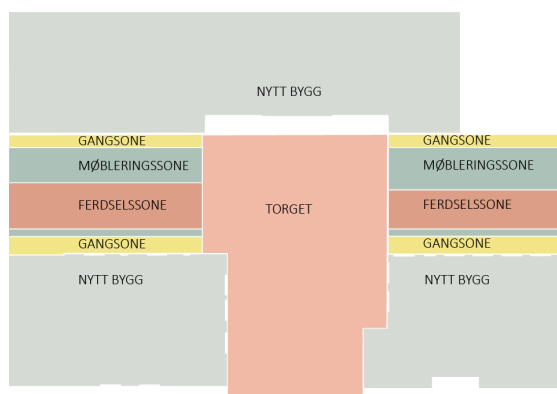 NYTT BYGG
GANGSONE
GANGSONE
MØBLERINGSSONE
MØBLERINGSSONE
FERDSELSSONE
TORGET
FERDSELSSONE
GANGSONE
GANGSONE
NYTT BYGG
NYTT BYGG